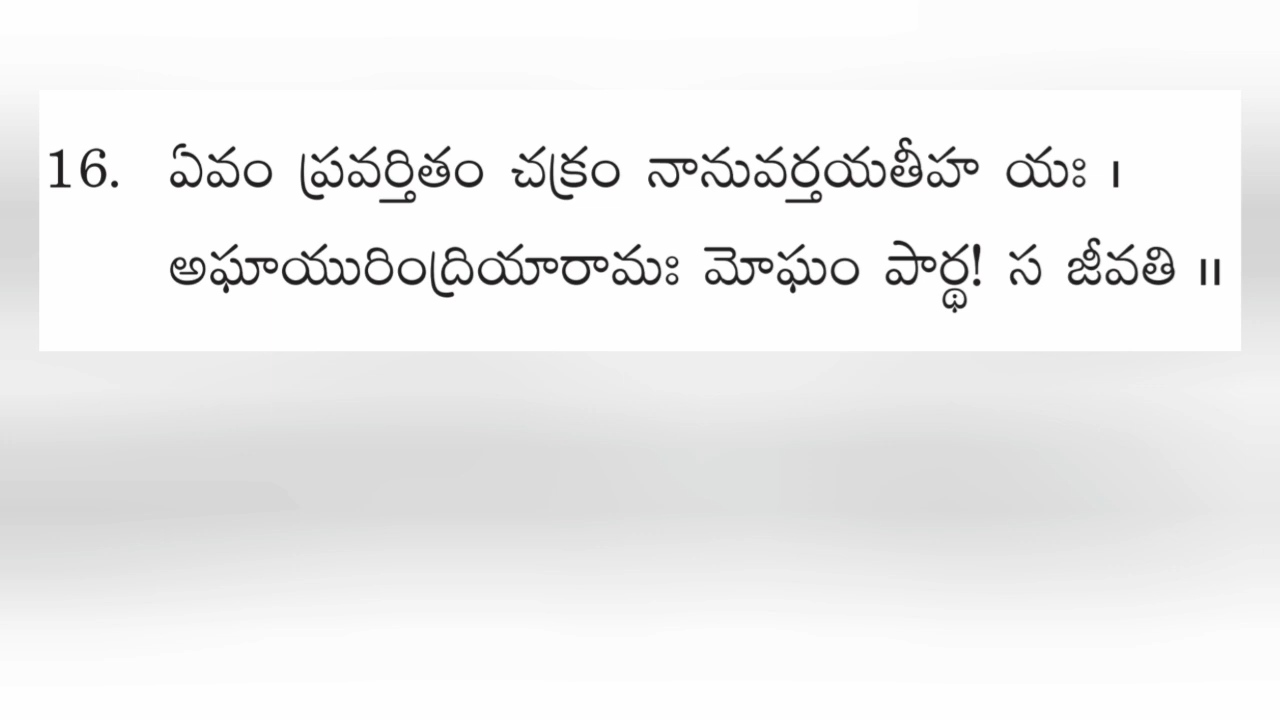 16. ఏవం ప్రవర్తితం చక్రం నానువర్తయతీహ యః ।
అఘాయురింద్రియారామః మోఘం పార్థ! స జీవతి ॥